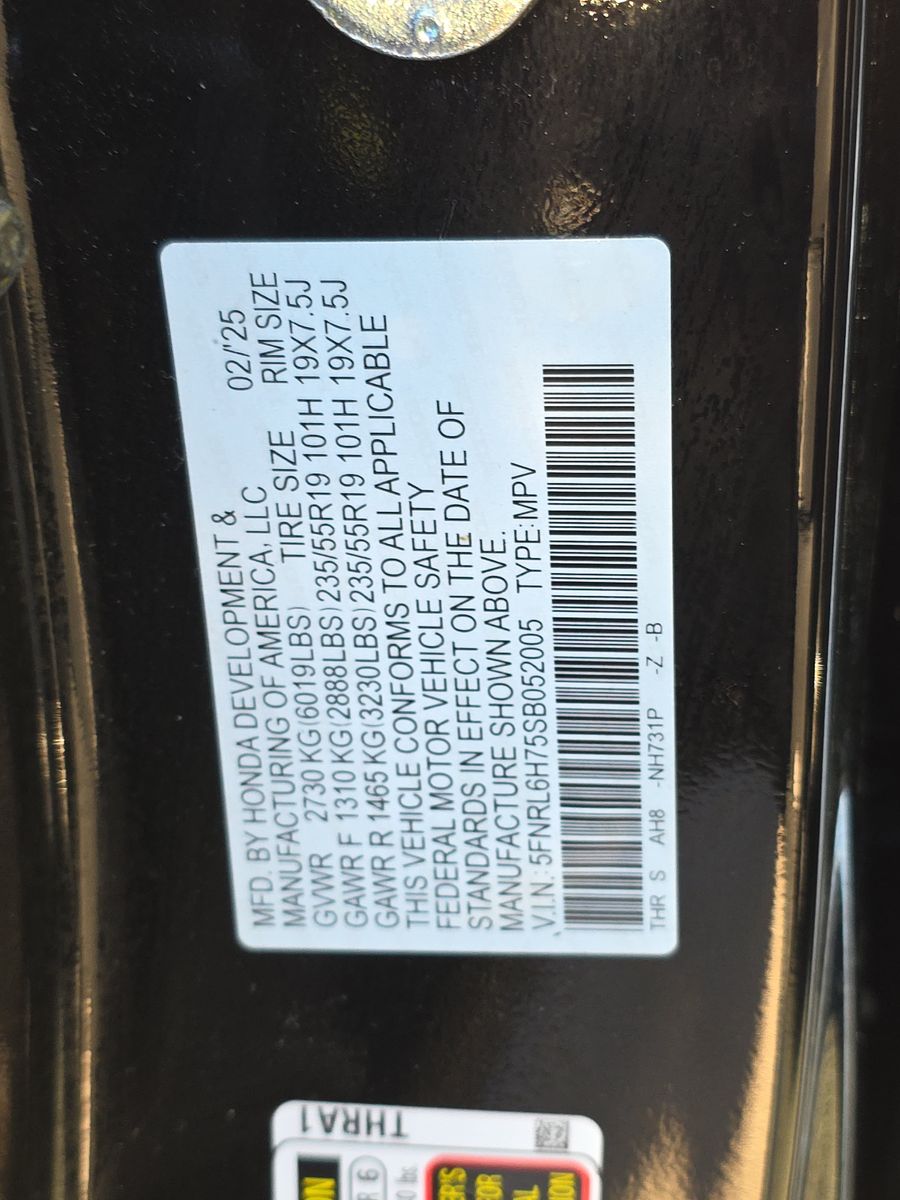 MFD. BY HONDA DEVELOPMENT & 02/'25
MANUFACTURING OF AMERICA, LLC
TIRE SIZE RIM SIZE
GVWR 2730 KG(6019LBS)
GAWR F 1310 KG(2888LBS) 235/55R19 101H 19X7.5J
GAWR R 1465 KG(3230LBS) 235/55R19 101H 19X7.5J
THIS VEHICLE CONFORMS TO ALL APPLICABLE
FEDERAL MOTOR VEHICLE SAFETY
STANDARDS IN EFFECT ON THE DATE OF
MANUFACTURE SHOWN ABOVE.
V.I.N.: 5FNRL6H75SB052005 TYPE:MPV
THR S AH8 -NH731P -Z -B
THRA1